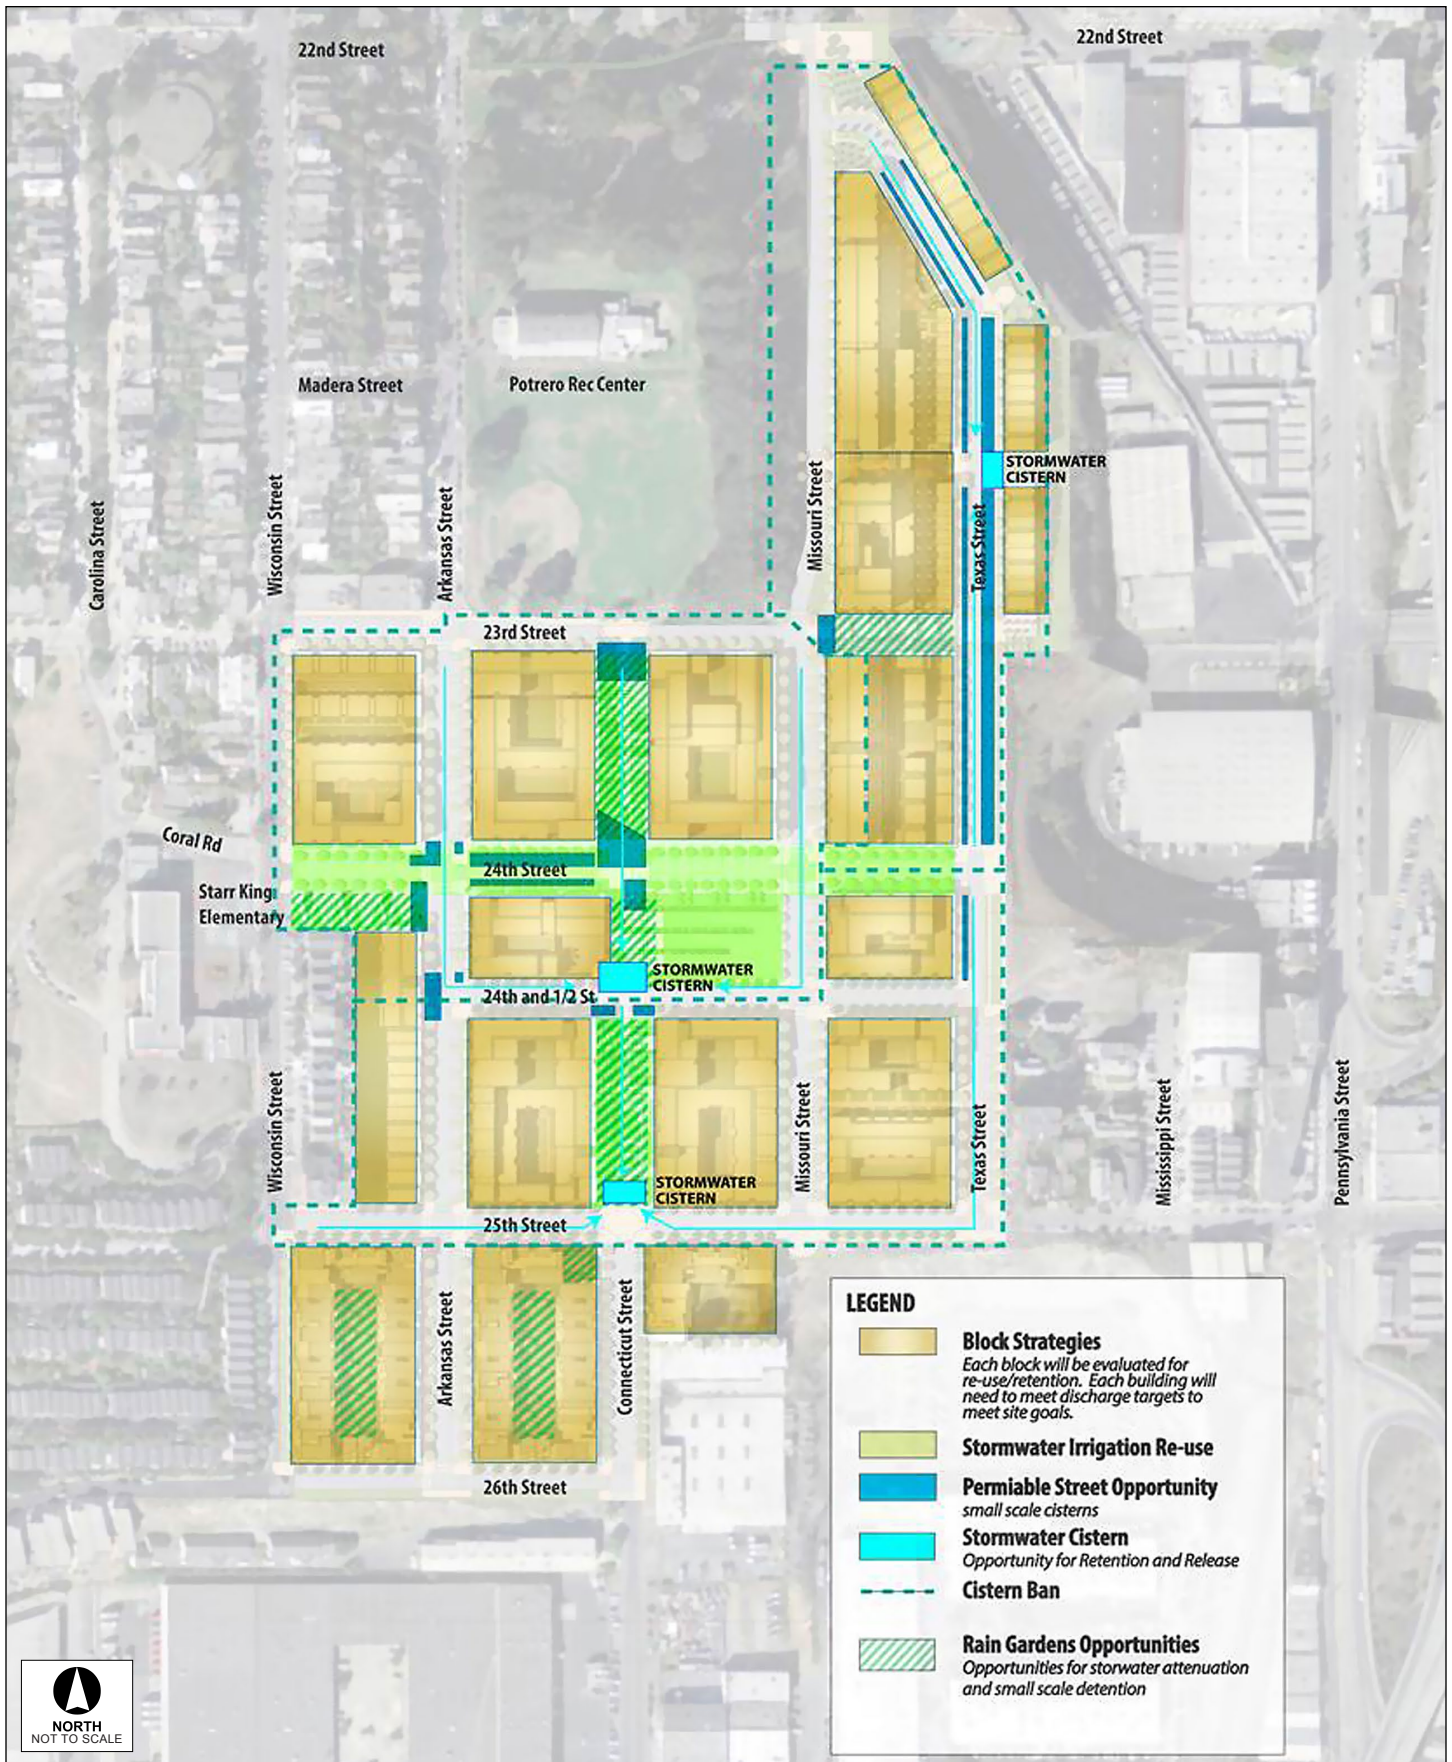 22nd Street
22nd Street
Madera Street
Potrero Rec Center
STORMWATER
CISTERN
Carolina Street
Wisconsin Street
Arkansas Street
Missouri Street
Texas Street
23rd Street
Coral Rd
24th Street
Starr King
Elementary
STORMWATER
CISTERN
24th and 1/2 St
Wisconsin Street
Missouri Street
Texas Street
Mississippi Street
Pennsylvania Street
STORMWATER
CISTERN
25th Street
Arkansas Street
Connecticut Street
26th Street
LEGEND
Block Strategies
Each block will be evaluated for
re-use/retention. Each building will
need to meet discharge targets to
meet site goals.
Stormwater Irrigation Re-use
Permiable Street Opportunity
small scale cisterns
Stormwater Cistern
Opportunity for Retention and Release
Cistern Ban
Rain Gardens Opportunities
Opportunities for storwater attenuation
and small scale detention
NORTH
NOT TO SCALE